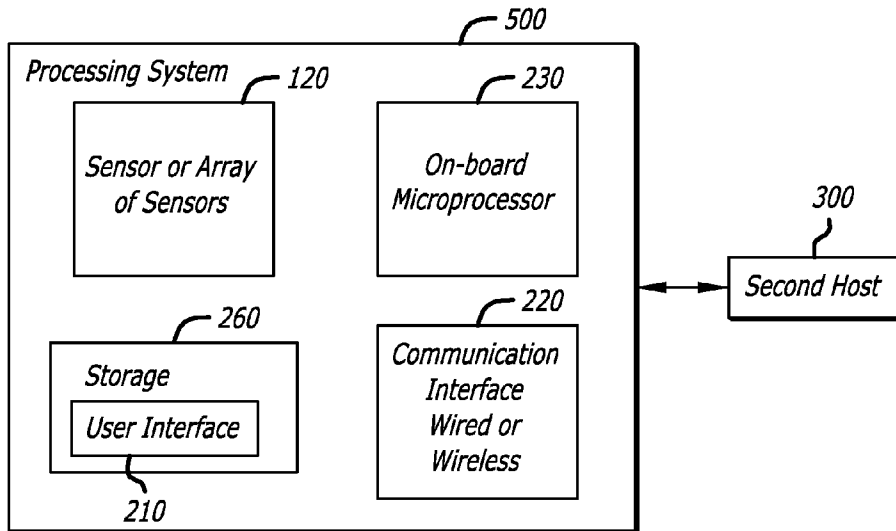 500
Processing System
120
230
Sensor or Array
of Sensors
On-board
Microprocessor
300
Second Host
260
220
Storage
User Interface
210
Communication
Interface
Wired or
Wireless